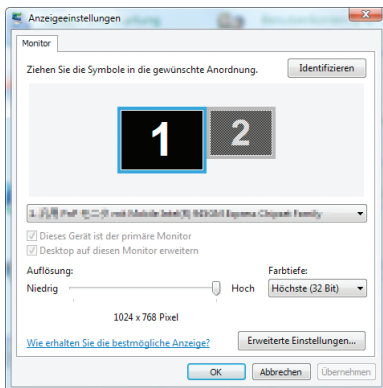 Anzeigeeinstellungen
Monitor
Ziehen Sie die Symbole in die gewünschte Anordnung.
Identifizieren
1
2
Dieses Gerät ist der primäre Monitor
Desktop auf diesen Monitor erweitern
Auflösung:
Farbtiefe:
Niedrig
Hoch
Höchste (32 Bit)
1024 x 768 Pixel
Wie erhalten Sie die bestmögliche Anzeige?
Erweiterte Einstellungen...
OK
Abbrechen
Übernehmen